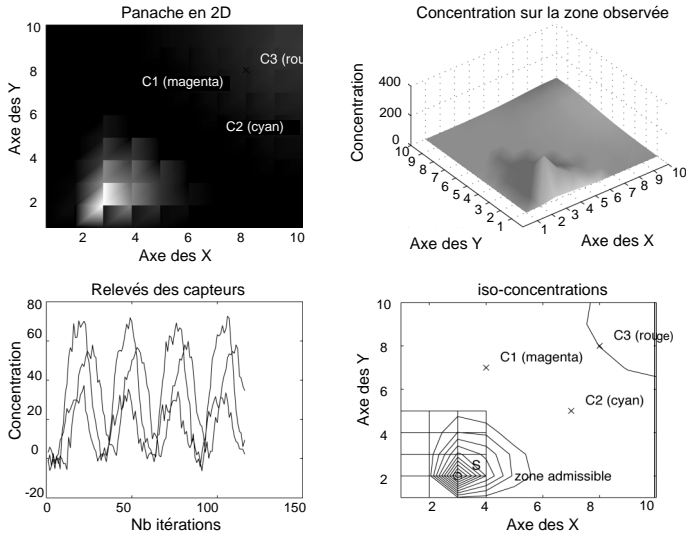 Panache en 2D
10
8
6
4
2
2
4
6
8
10
Axe des Y
Axe des X
C3 (rou
C1 (magenta)
C2 (cyan)
Concentration sur la zone observée
Concentration
400
200
0
10
9
8
7
6
5
4
3
2
1
1
2
3
4
5
6
7
8
9
10
Axe des Y
Axe des X
Relevés des capteurs
80
60
40
20
0
-20
0
50
100
150
Concentration
Nb itérations
iso-concentrations
10
8
6
4
2
2
4
6
8
10
Axe des Y
Axe des X
C3 (rouge)
C1 (magenta)
C2 (cyan)
S
zone admissible